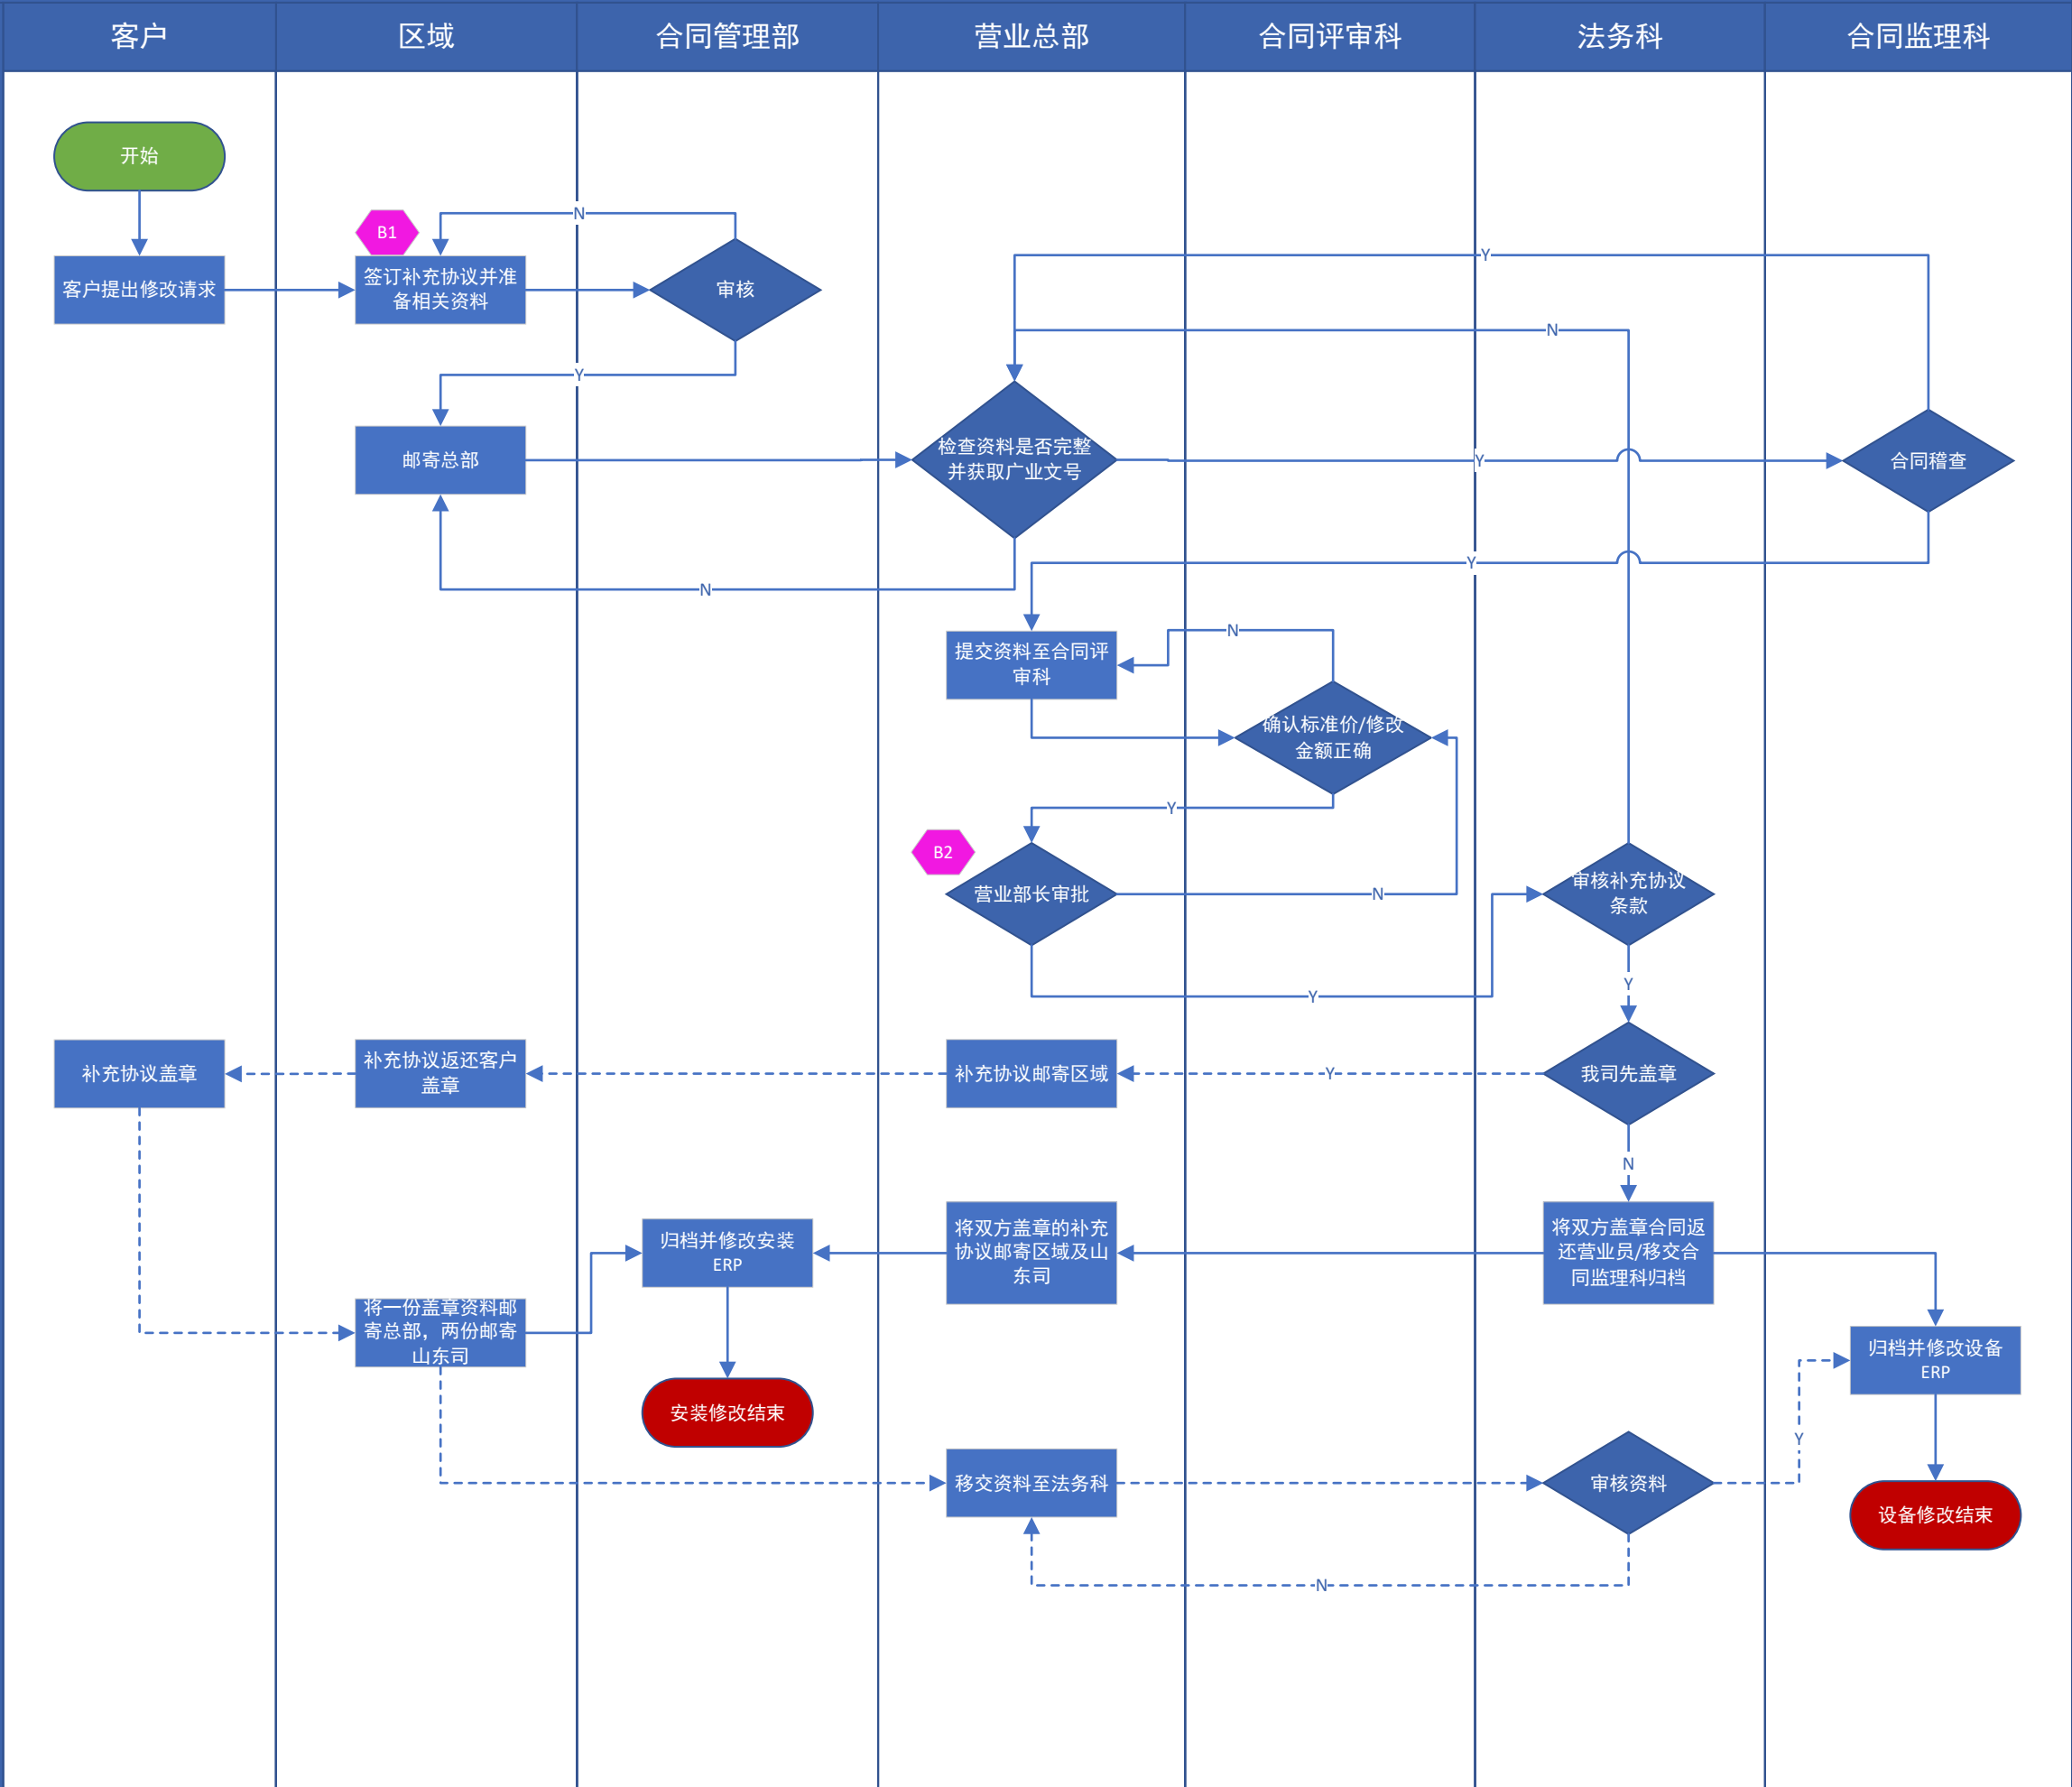 客户
区域
合同管理部
营业总部
合同评审科
法务科
合同监理科
开始
N
B1
Y
客户提出修改请求
签订补充协议并准
备相关资料
审核
N
Y
邮寄总部
检查资料是否完整
并获取广业文号
Y
合同稽查
Y
N
提交资料至合同评
审科
N
确认标准价/修改
金额正确
Y
B2
营业部长审批
N
审核补充协议
条款
Y
Y
补充协议盖章
补充协议返还客户
盖章
补充协议邮寄区域
Y
我司先盖章
N
归档并修改安装
ERP
将双方盖章的补充
协议邮寄区域及山
东司
将双方盖章合同返
还营业员/移交合
同监理科归档
将一份盖章资料邮
寄总部，两份邮寄
山东司
归档并修改设备
ERP
安装修改结束
Y
移交资料至法务科
审核资料
设备修改结束
N